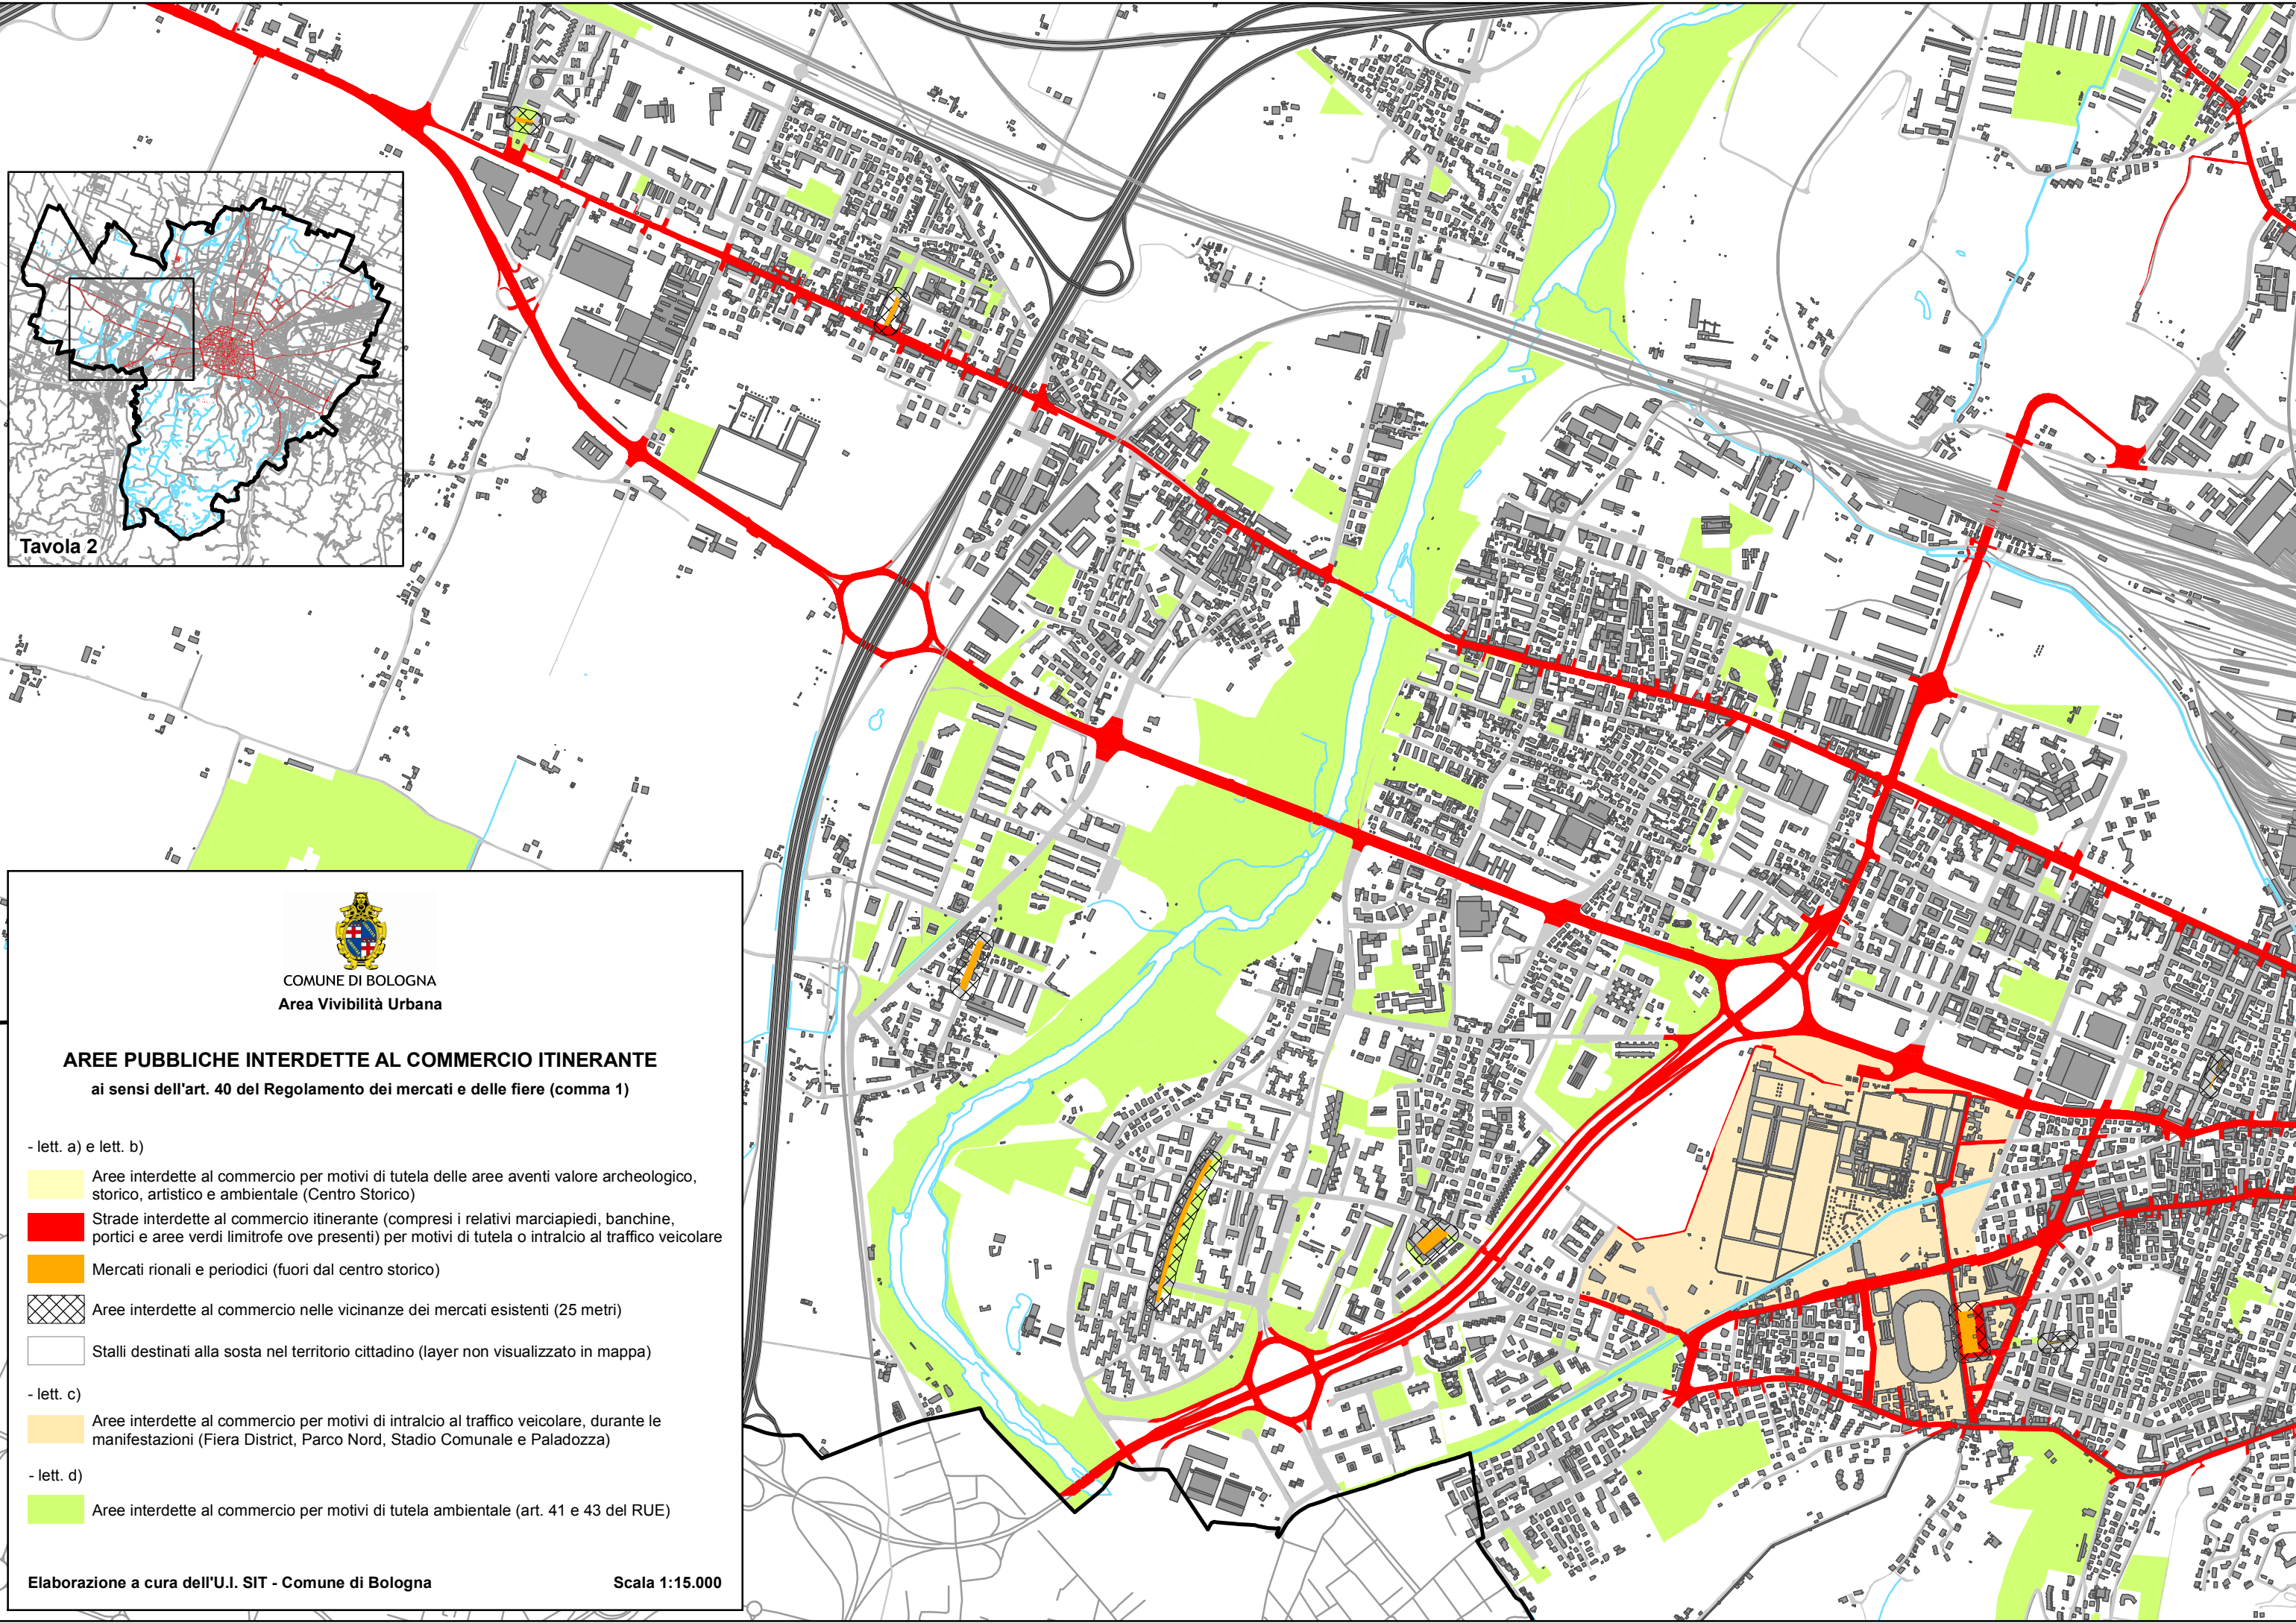 Tavola 2
COMUNE DI BOLOGNA
Area Vivibilità Urbana
AREE PUBBLICHE INTERDETTE AL COMMERCIO ITINERANTE
ai sensi dell'art. 40 del Regolamento dei mercati e delle fiere (comma 1)
- lett. a) e lett. b)
Aree interdette al commercio per motivi di tutela delle aree aventi valore archeologico,
storico, artistico e ambientale (Centro Storico)
Strade interdette al commercio itinerante (compresi i relativi marciapiedi, banchine,
portici e aree verdi limitrofe ove presenti) per motivi di tutela o intralcio al traffico veicolare
Mercati rionali e periodici (fuori dal centro storico)
Aree interdette al commercio nelle vicinanze dei mercati esistenti (25 metri)
Stalli destinati alla sosta nel territorio cittadino (layer non visualizzato in mappa)
- lett. c)
Aree interdette al commercio per motivi di intralcio al traffico veicolare, durante le
manifestazioni (Fiera District, Parco Nord, Stadio Comunale e Paladozza)
- lett. d)
Aree interdette al commercio per motivi di tutela ambientale (art. 41 e 43 del RUE)
Elaborazione a cura dell'U.I. SIT - Comune di Bologna
Scala 1:15.000